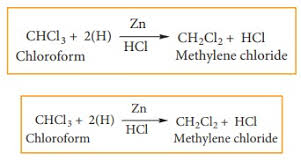 Zn
CHCl₃ + 2(H) ⟶ CH₂Cl₂ + HCl
HCl
Chloroform Methylene chloride
Zn
CHCl₃ + 2(H) ⟶ CH₂Cl₂ + HCl
HCl
Chloroform Methylene chloride